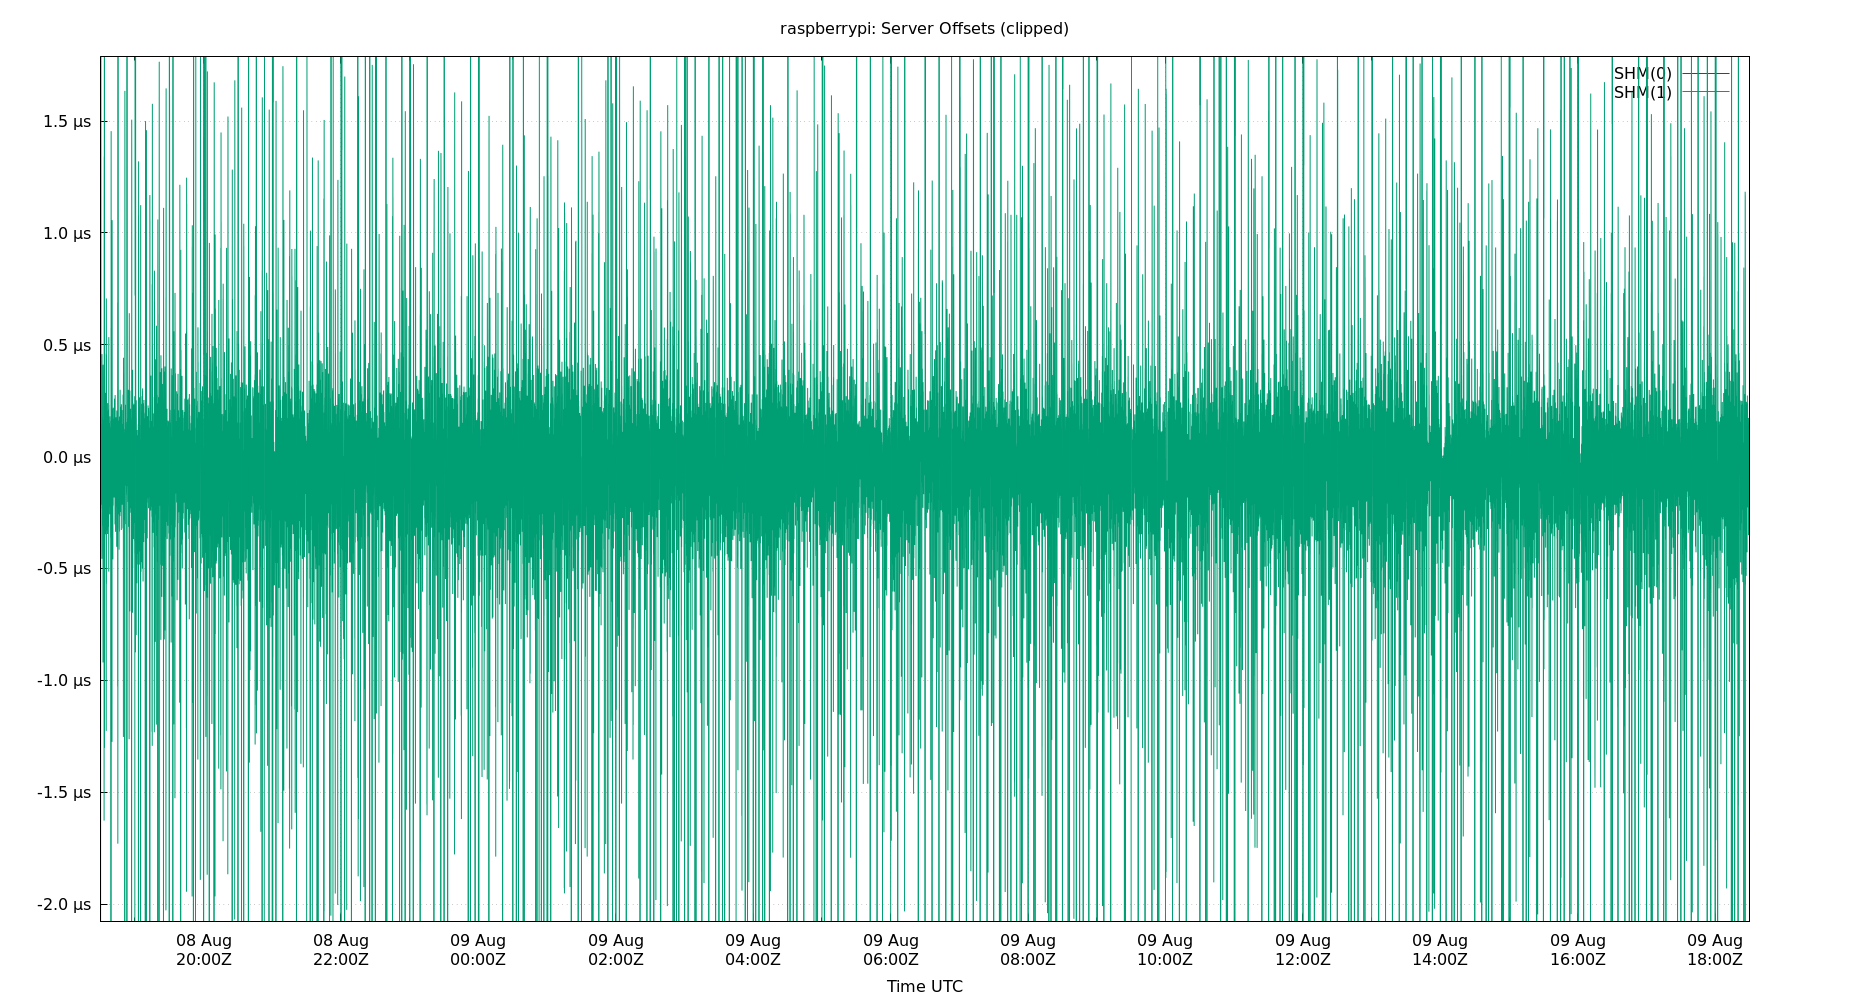 raspberrypi: Server Offsets (clipped)
SHM(0)
SHM(1)
1.5 µs
1.0 µs
0.5 µs
0.0 µs
-0.5 µs
-1.0 µs
-1.5 µs
-2.0 µs
08 Aug 08 Aug 09 Aug 09 Aug 09 Aug 09 Aug 09 Aug 09 Aug 09 Aug 09 Aug 09 Aug 09 Aug
20:00Z 22:00Z 00:00Z 02:00Z 04:00Z 06:00Z 08:00Z 10:00Z 12:00Z 14:00Z 16:00Z 18:00Z
Time UTC